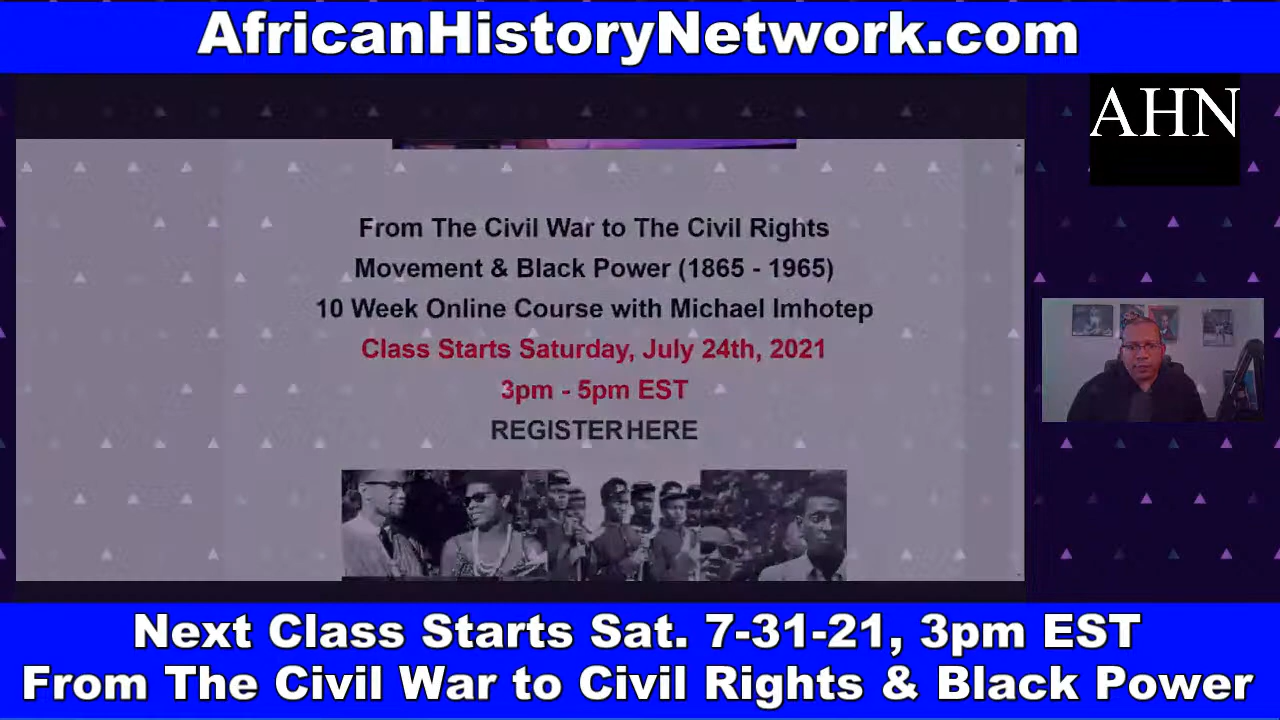 AfricanHistoryNetwork.com
AHN
From The Civil War to The Civil Rights
Movement & Black Power (1865 - 1965)
10 Week Online Course with Michael Imhotep
Class Starts Saturday, July 24th, 2021
3pm - 5pm EST
REGISTER HERE
Next Class Starts Sat. 7-31-21, 3pm EST
From The Civil War to Civil Rights & Black Power